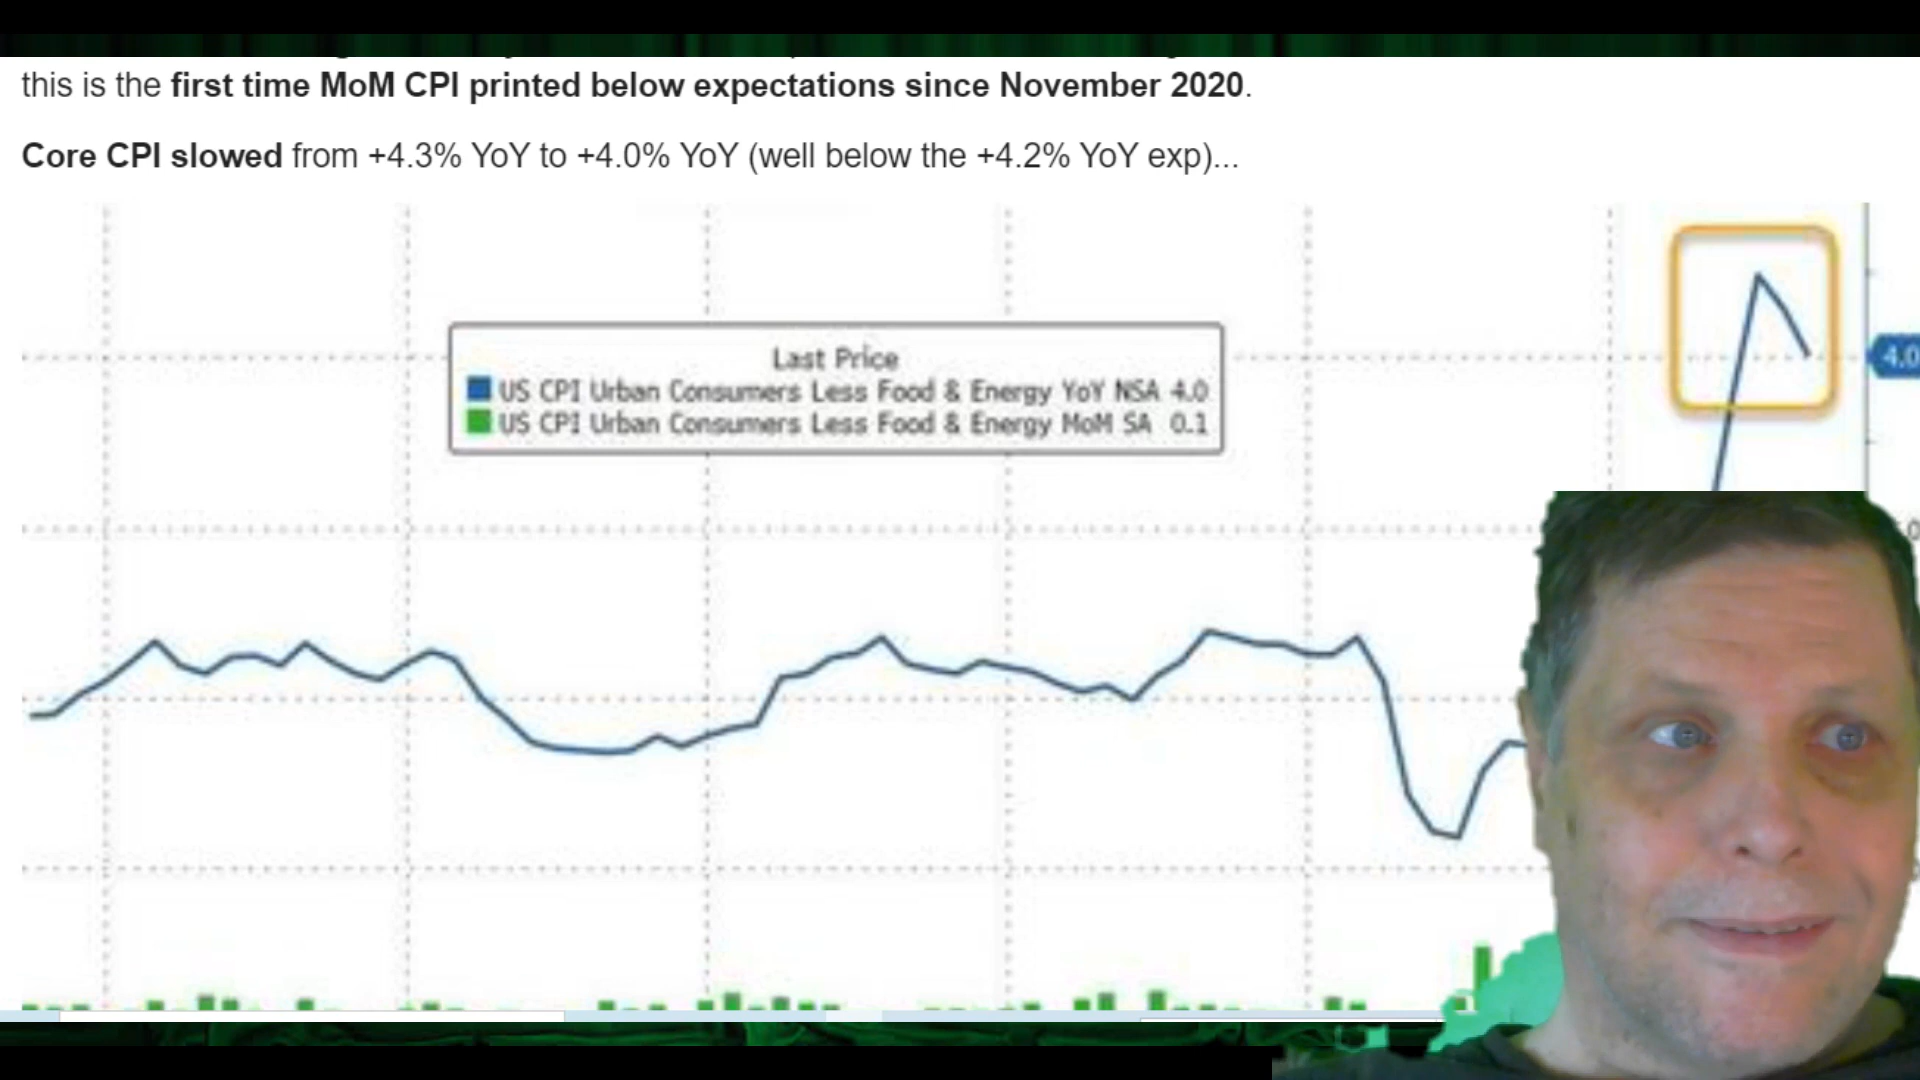 this is the first time MoM CPI printed below expectations since November 2020.
Core CPI slowed from +4.3% YoY to +4.0% YoY (well below the +4.2% YoY exp)...
Last Price
US CPI Urban Consumers Less Food & Energy YoY NSA 4.0
US CPI Urban Consumers Less Food & Energy MoM SA 0.1
4.0